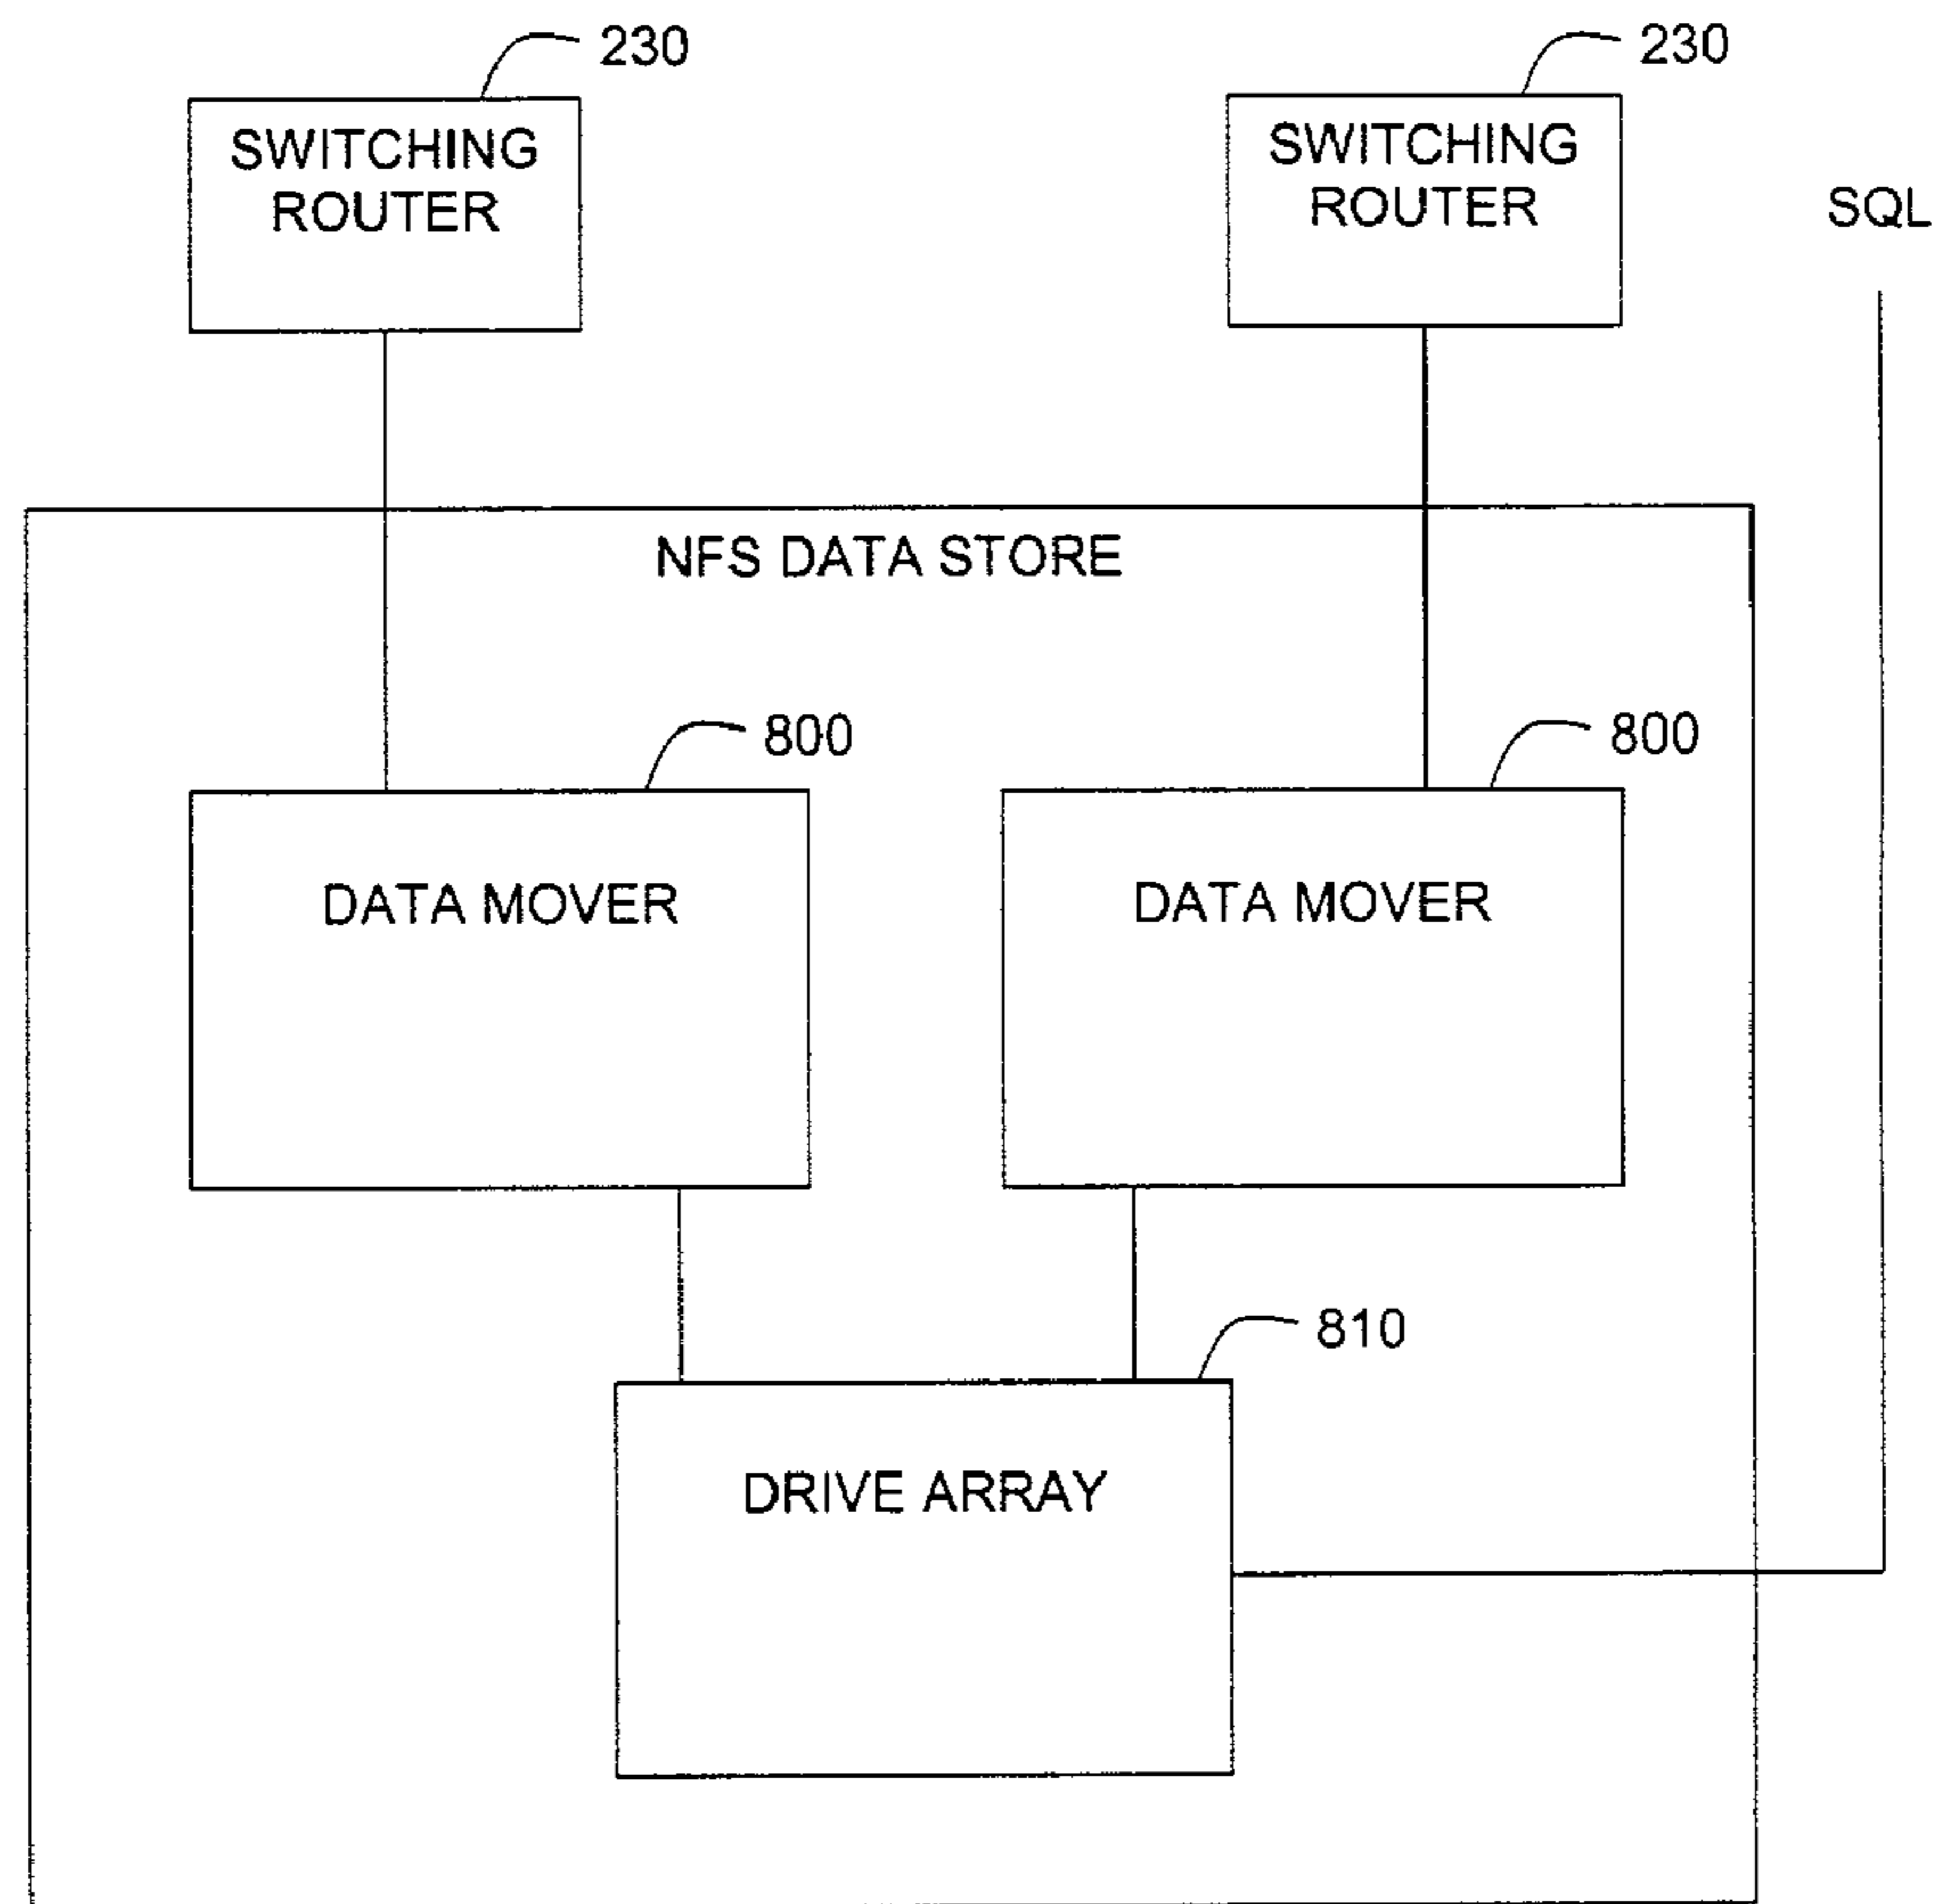 230
230
SWITCHING
ROUTER
SWITCHING
ROUTER
SQL
NFS DATA STORE
800
800
DATA MOVER
DATA MOVER
810
DRIVE ARRAY